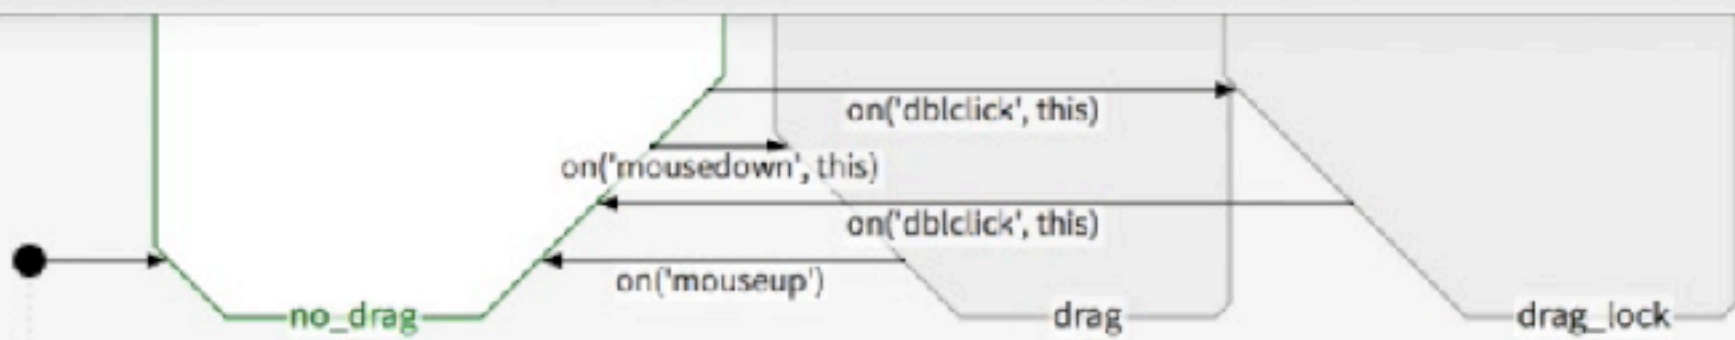 on('dblclick', this)
on('mousedown', this)
on('dblclick', this)
on('mouseup')
no_drag
drag
drag_lock